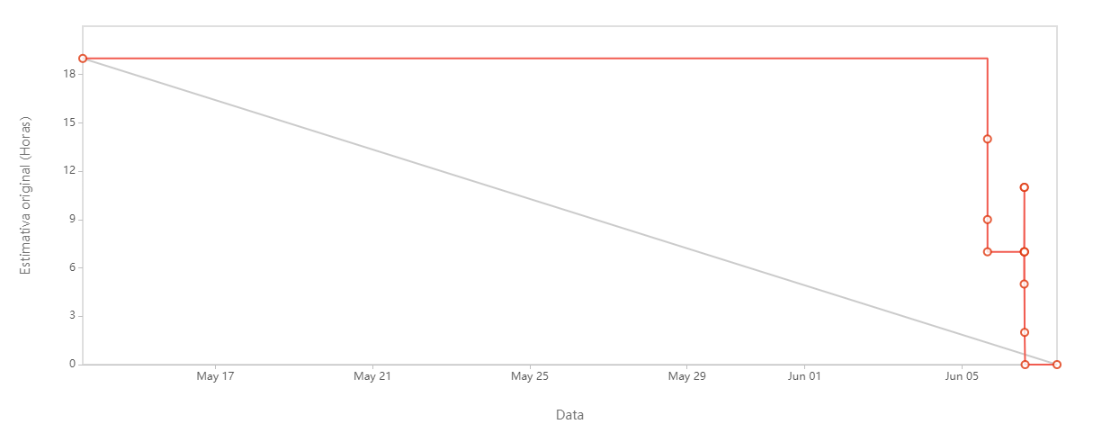 Estimativa original (Horas)
18
15
12
9
6
3
0
May 17
May 21
May 25
May 29
Jun 01
Jun 05
Data